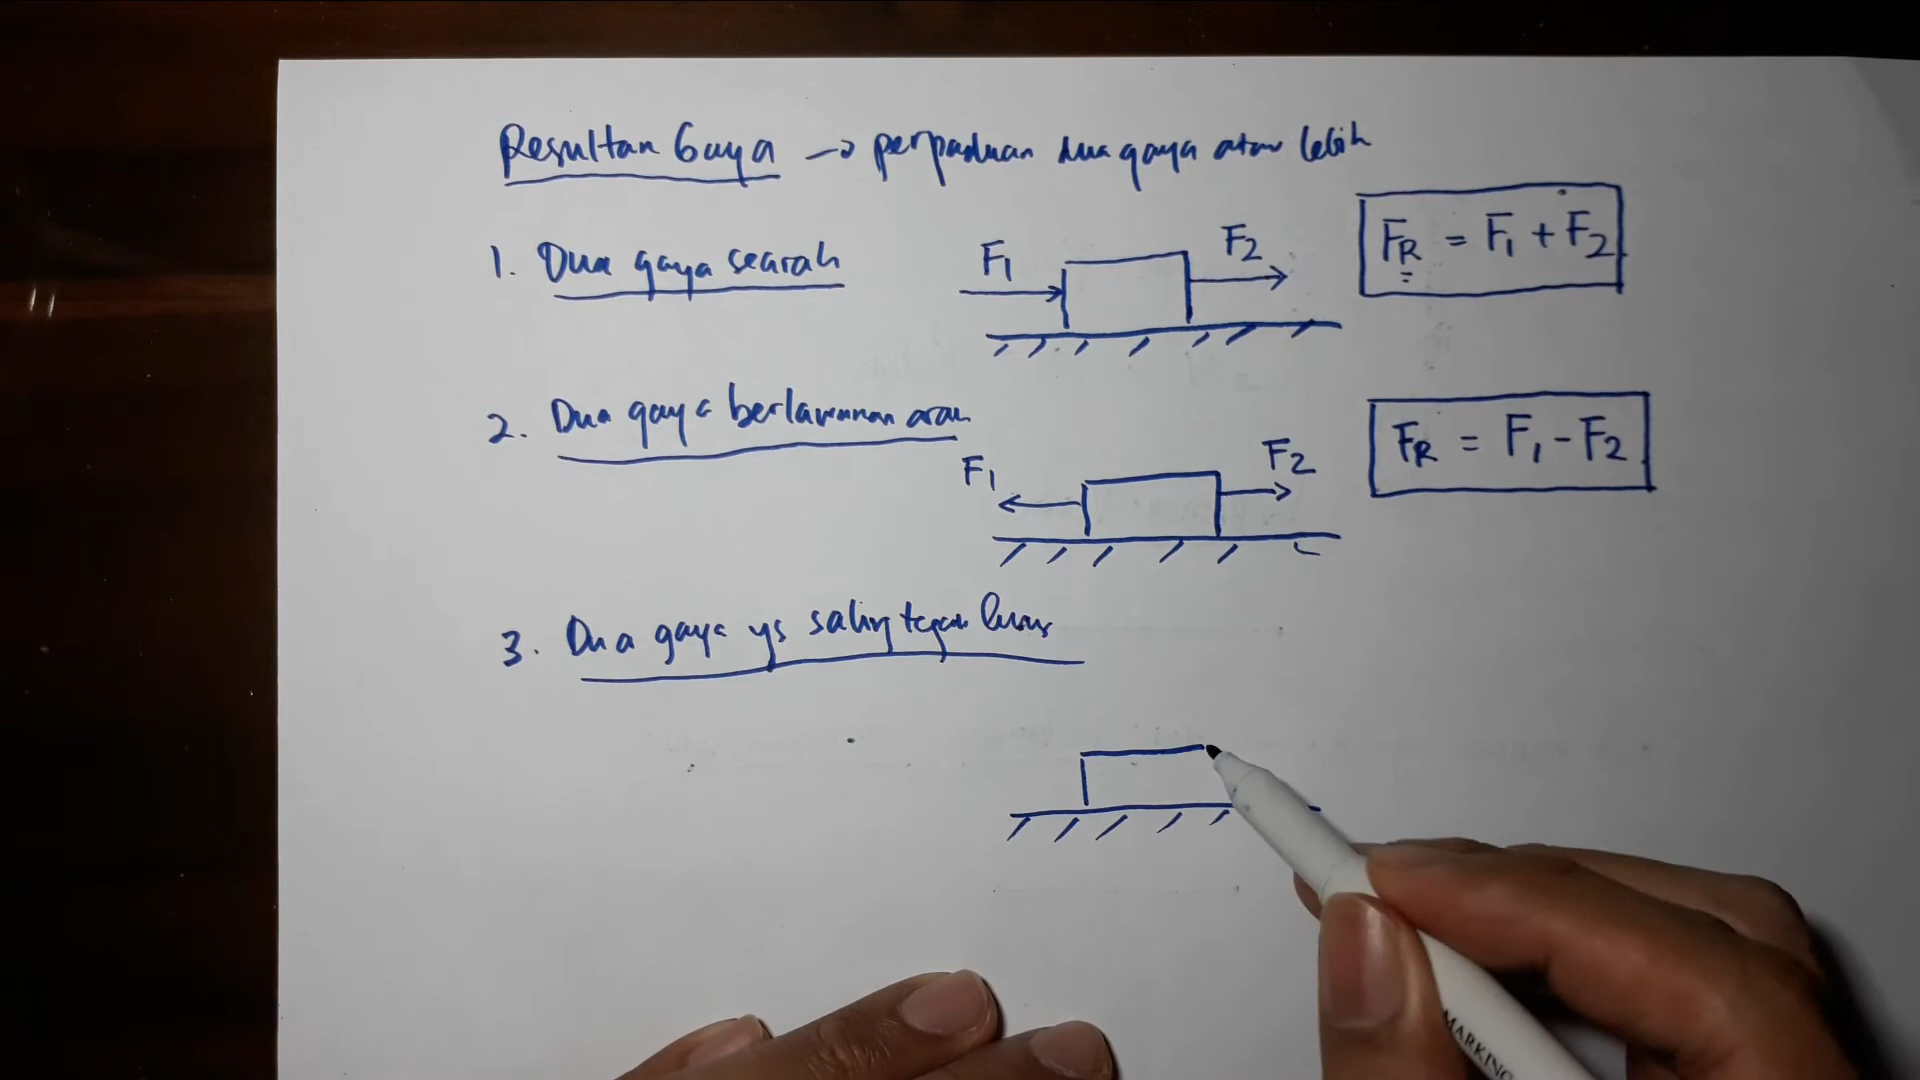 Resultan Gaya → perpaduan dua gaya atau lebih
1. Dua gaya searah
F1
F2
FR = F1 + F2
2. Dua gaya berlawanan arah
F1
F2
FR = F1 - F2
3. Dua gaya yg saling tegak lurus
MARKING